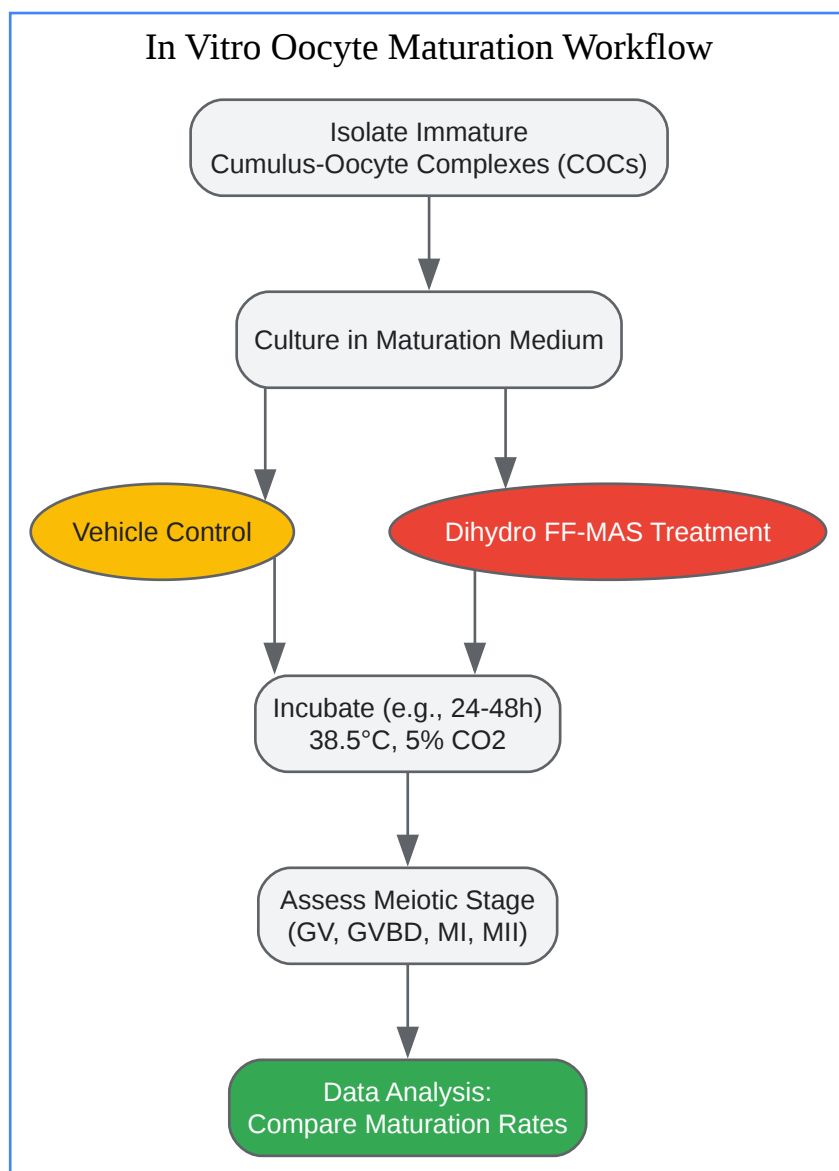 In Vitro Oocyte Maturation Workflow
Isolate Immature
Cumulus-Oocyte Complexes (COCs)
Culture in Maturation Medium
Vehicle Control
Dihydro FF-MAS Treatment
Incubate (e.g., 24-48h)
38.5°C, 5% CO2
Assess Meiotic Stage
(GV, GVBD, MI, MII)
Data Analysis:
Compare Maturation Rates